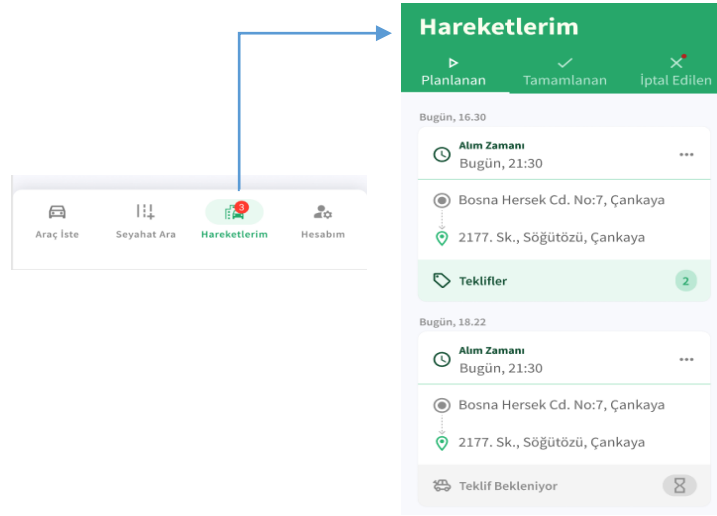 Hareketlerim
Planlanan
Tamamlanan
İptal Edilen
Bugün, 16.30
Alım Zamanı
Bugün, 21:30
Bosna Hersek Cd. No:7, Çankaya
2177. Sk., Söğütözü, Çankaya
Teklifler 2
Bugün, 18.22
Alım Zamanı
Bugün, 21:30
Bosna Hersek Cd. No:7, Çankaya
2177. Sk., Söğütözü, Çankaya
Teklif Bekleniyor
3
Araç İste
Seyahat Ara
Hareketlerim
Hesabım